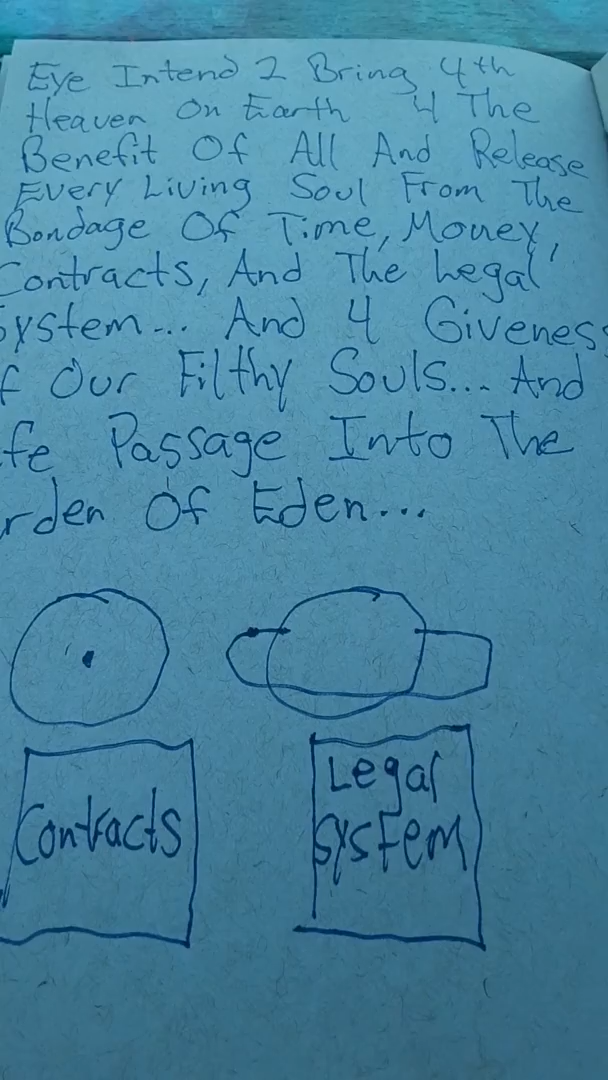 Eye Intend 2 Bring 4th
Heaven On Earth 4 The
Benefit Of All And Release
Every Living Soul From The
Bondage Of Time, Money,
Contracts, And The Legal
System... And 4 Giveness
f Our Filthy Souls... And
fe Passage Into The
rden Of Eden...
Contracts
Legal
System